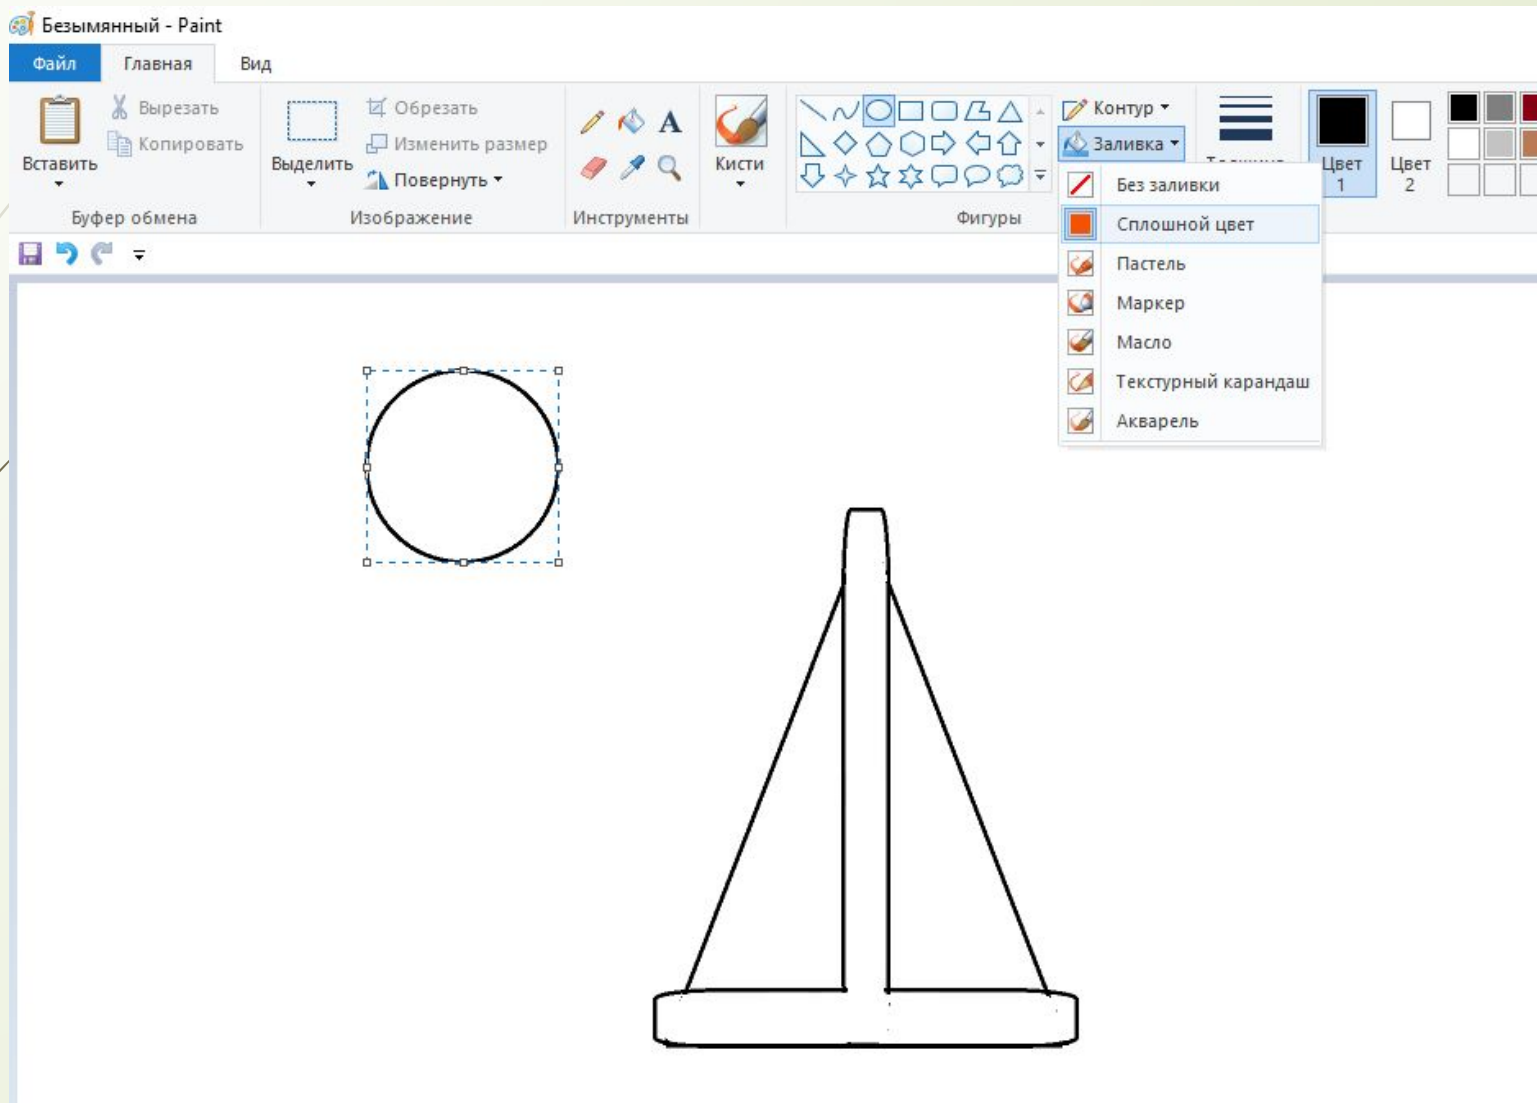 Безымянный - Paint
Файл Главная Вид
Вставить
Вырезать
Копировать
Буфер обмена
Выделить
Обрезать
Изменить размер
Повернуть
Изображение
A
Инструменты
Кисти
Контур
Заливка
Фигуры
Цвет
1
Цвет
2
Без заливки
Сплошной цвет
Пастель
Маркер
Масло
Текстурный карандаш
Акварель